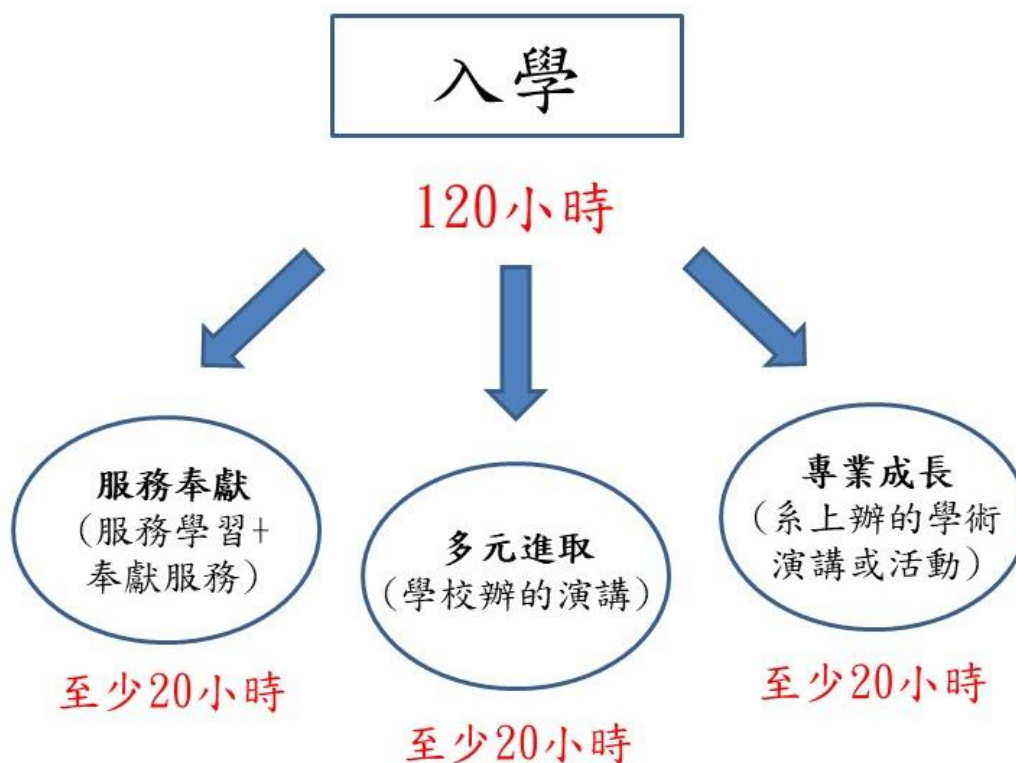 入學
120小時
服務奉獻
（服務學習+
奉獻服務）
至少20小時
多元進取
（學校辦的演講）
至少20小時
專業成長
（系上辦的學術
演講或活動）
至少20小時